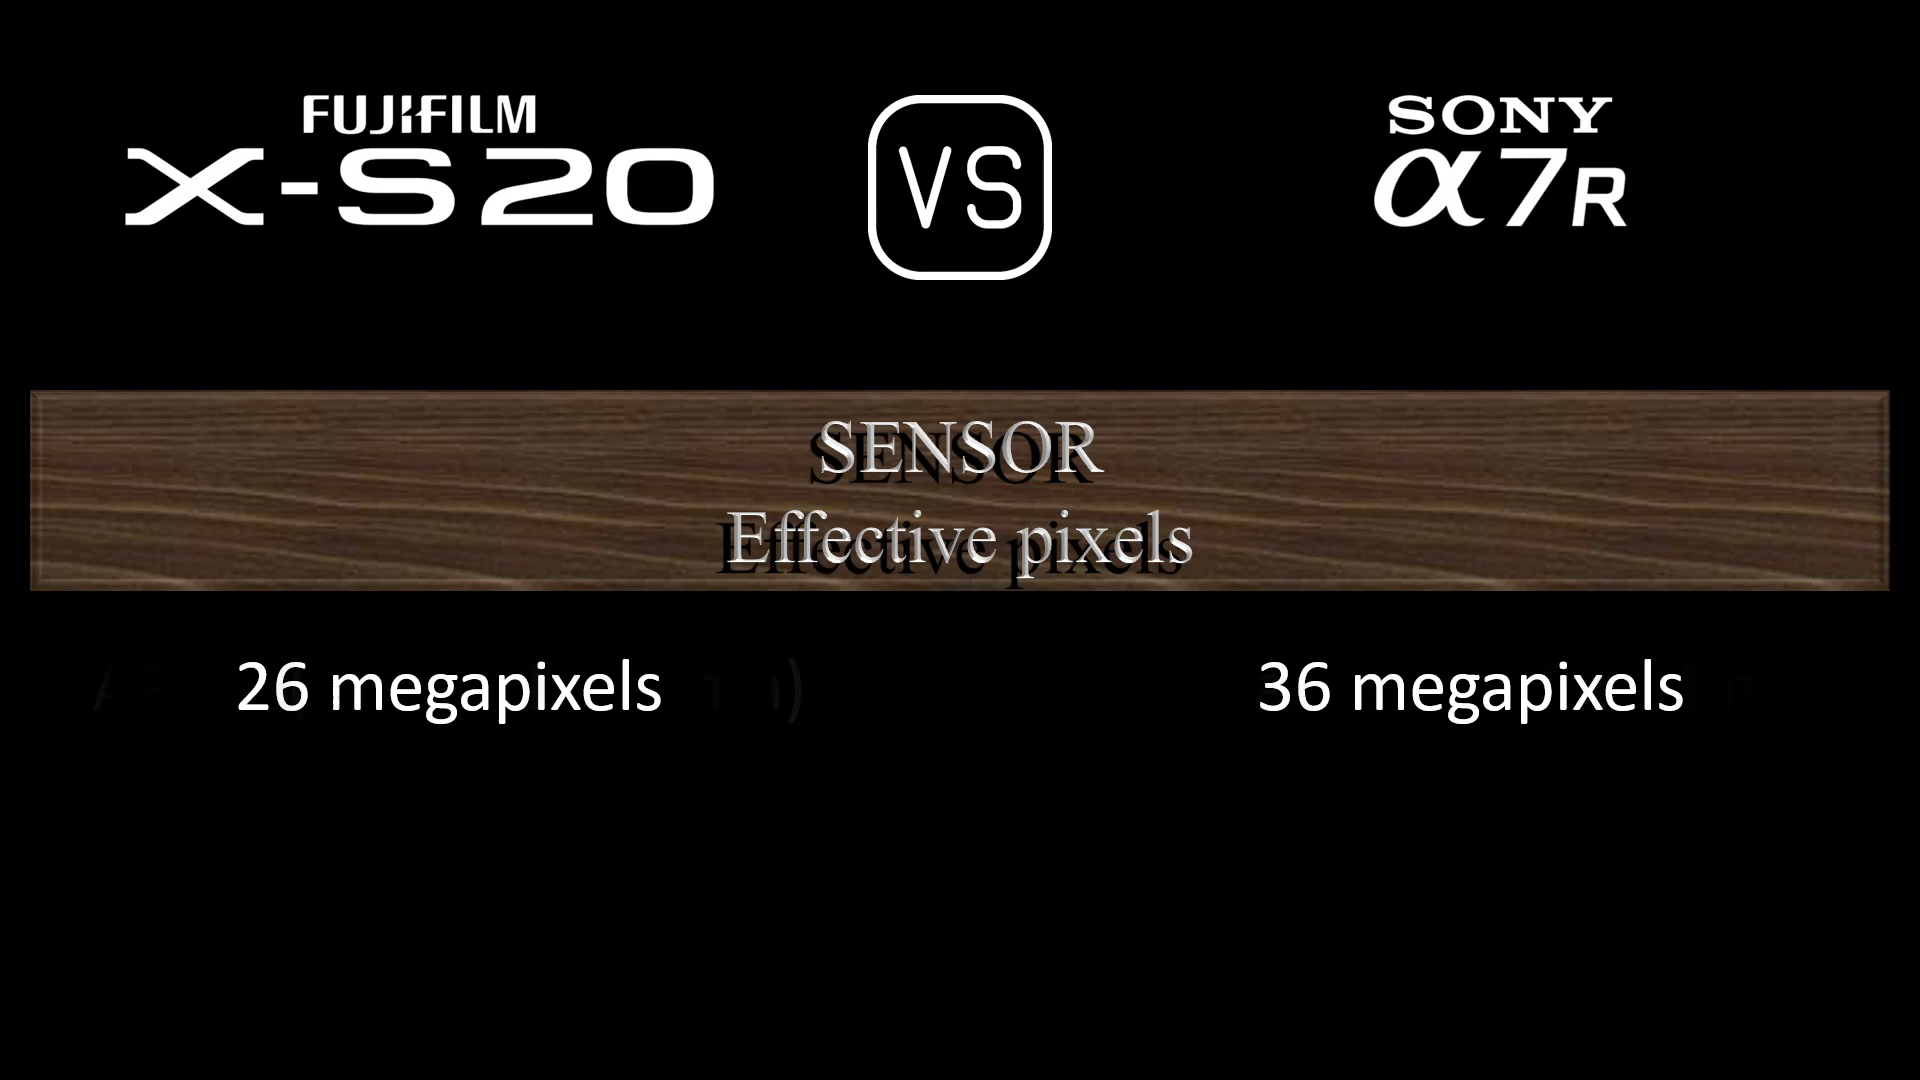 FUJIFILM
X-S20
VS
SONY
α7R
SENSOR
Effective pixels
26 megapixels
36 megapixels